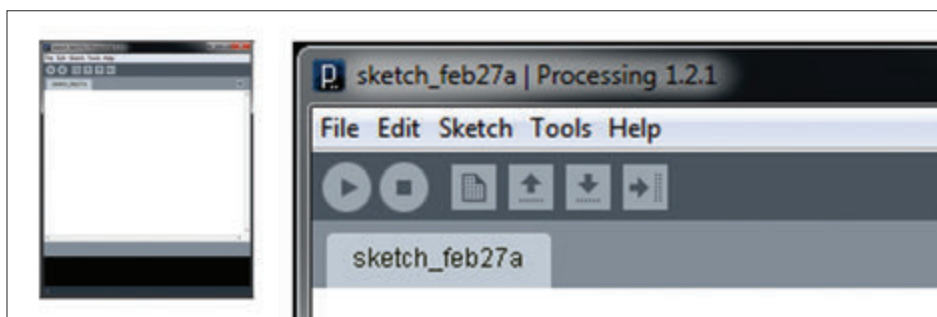 sketch_feb27a | Processing 1.2.1
File Edit Sketch Tools Help
sketch_feb27a